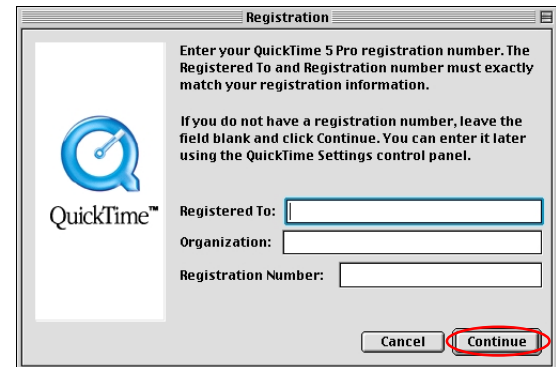 Registration
Enter your QuickTime 5 Pro registration number. The
Registered To and Registration number must exactly
match your registration information.
If you do not have a registration number, leave the
field blank and click Continue. You can enter it later
using the QuickTime Settings control panel.
QuickTime™
Registered To:
Organization:
Registration Number:
Cancel Continue